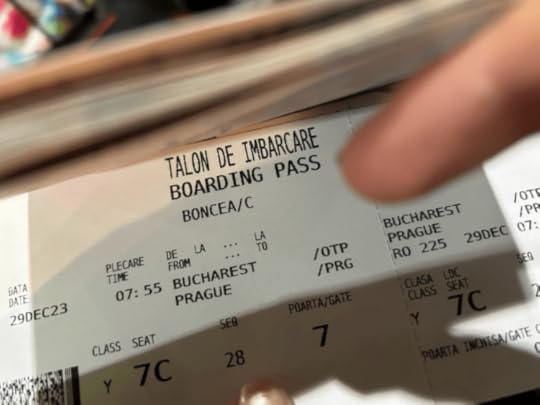 TALON DE IMBARCARE
BOARDING PASS
BONCEA/C
DATA
DATE
29DEC23
PLECARE
TIME
07:55
DE LA ... LA
FROM ... TO
BUCHAREST /OTP
PRAGUE /PRG
CLASS SEAT
Y 7C
SEQ
28
POARTA/GATE
7
BUCHAREST /OTP
PRAGUE
RO 225 29DEC 07:
CLASA LOC
CLASS SEAT
Y 7C
POARTA INCHISA/GATE